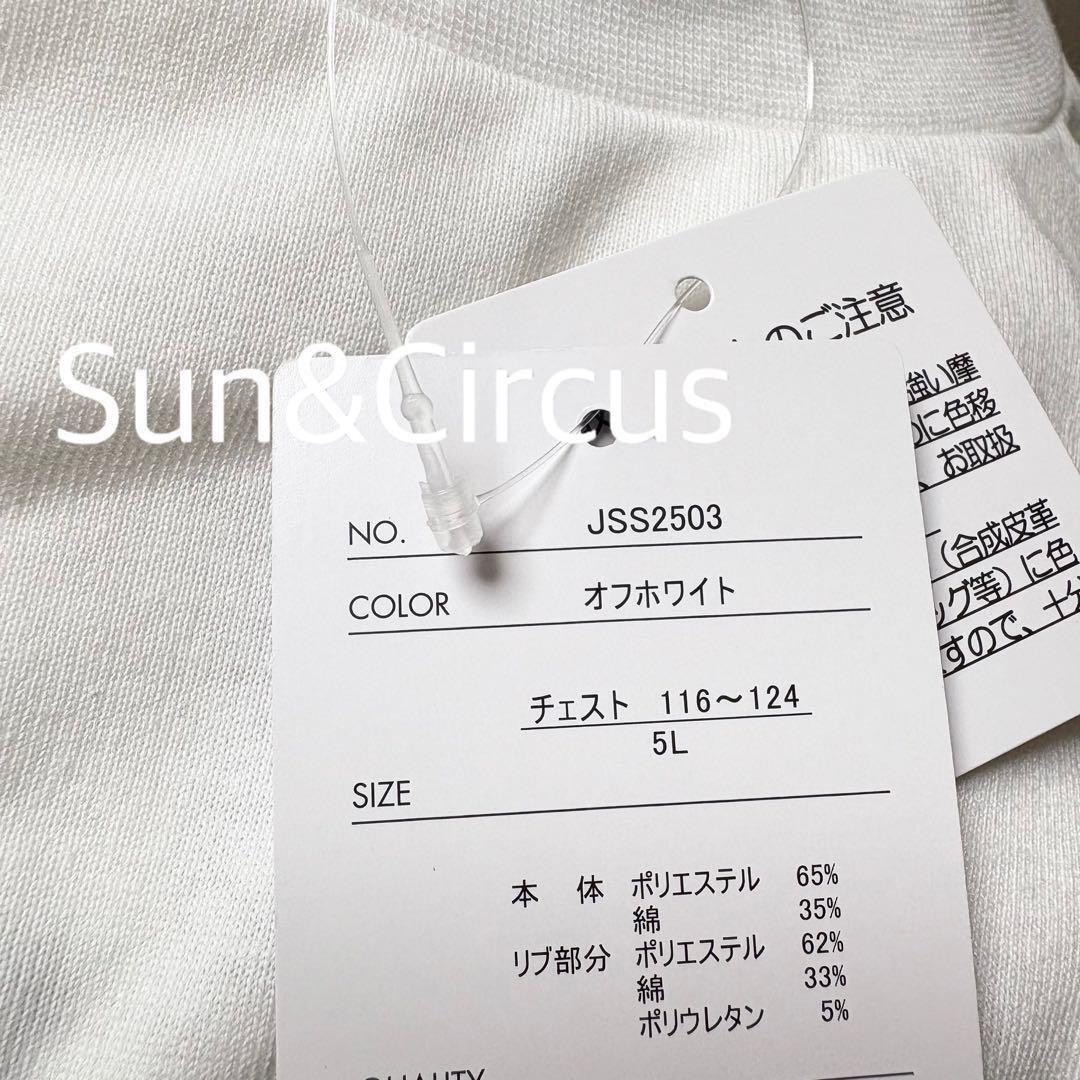 Sun&Circus
NO. JSS2503
COLOR オフホワイト
チェスト 116～124
5L
SIZE
本 体 ポリエステル 65%
綿 35%
リブ部分 ポリエステル 62%
綿 33%
ポリウレタン 5%
QUALITY
のご注意
強い摩
に色移
、お取扱
（合成皮革
ッグ等）に色
すので、十分